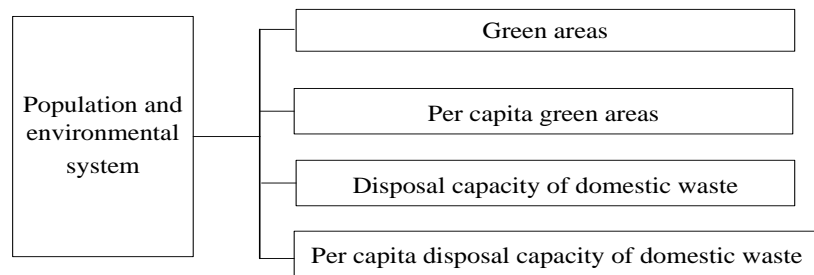 Population and
environmental
system
Green areas
Per capita green areas
Disposal capacity of domestic waste
Per capita disposal capacity of domestic waste